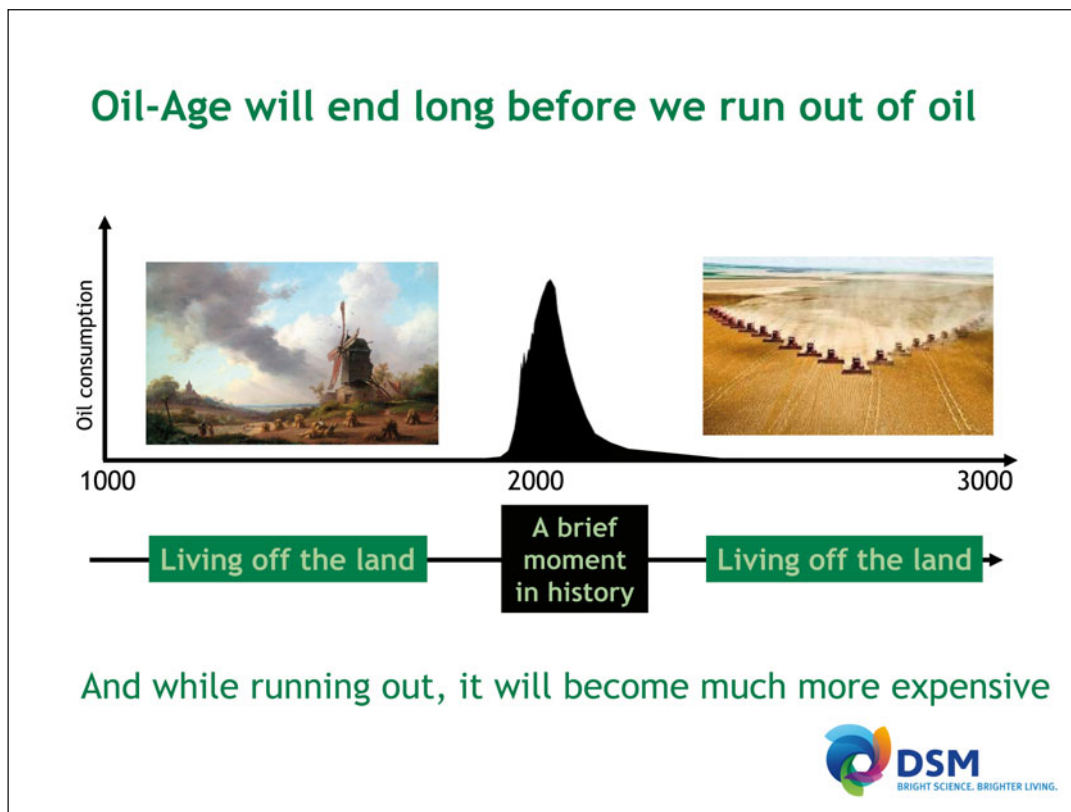 Oil-Age will end long before we run out of oil
Oil consumption
1000
2000
3000
Living off the land
A brief
moment
in history
Living off the land
And while running out, it will become much more expensive
DSM
BRIGHT SCIENCE. BRIGHTER LIVING.